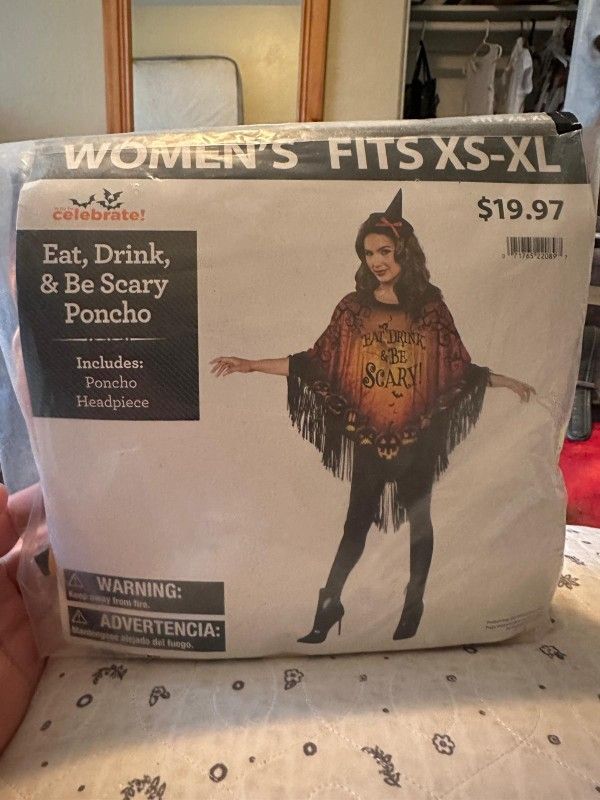 WOMEN'S FITS XS-XL
celebrate!
$19.97
Eat, Drink,
& Be Scary
Poncho
Includes:
Poncho
Headpiece
EAT DRINK
& BE
SCARY!
WARNING:
Keep away from fire.
ADVERTENCIA:
Mantengase alejado del fuego.